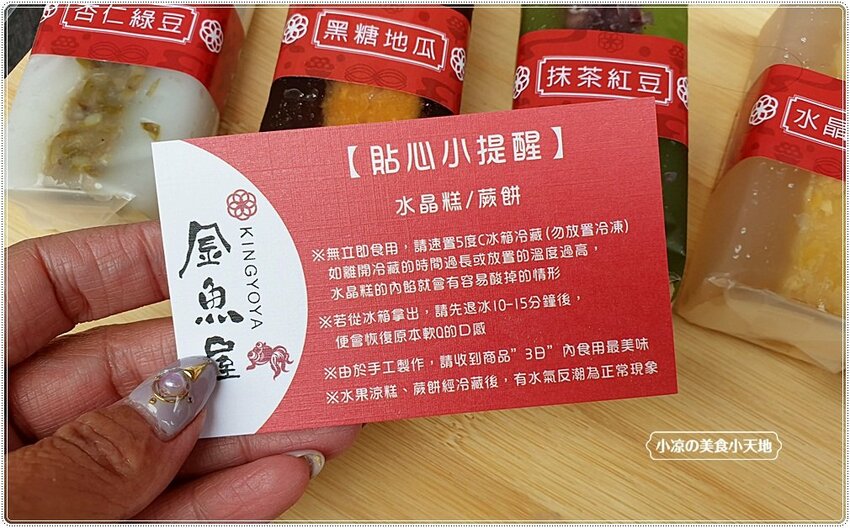 杏仁綠豆
黑糖地瓜
抹茶紅豆
水晶
【貼心小提醒】
水晶糕/蕨餅
※無立即食用，請速置5度C冰箱冷藏(勿放置冷凍)
如離開冷藏的時間過長或放置的溫度過高，
水晶糕的內餡就會有容易酸掉的情形
※若從冰箱拿出，請先退冰10-15分鐘後，
便會恢復原本軟Q的口感
※由於手工製作，請收到商品”3日”內食用最美味
※水果涼糕、蕨餅經冷藏後，有水氣反潮為正常現象
金魚屋
KINGYOYA
小凉の美食小天地